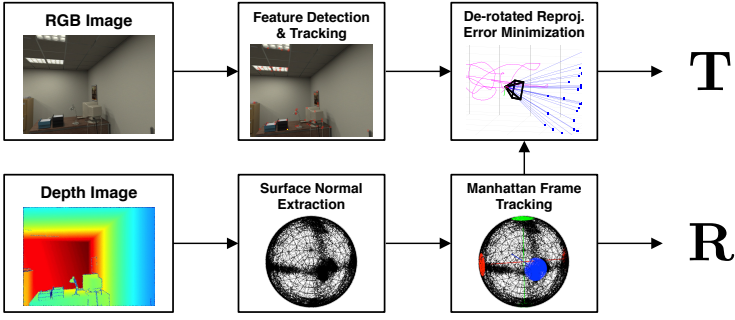 RGB Image
Feature Detection
& Tracking
De-rotated Reproj.
Error Minimization
T
Depth Image
Surface Normal
Extraction
Manhattan Frame
Tracking
R